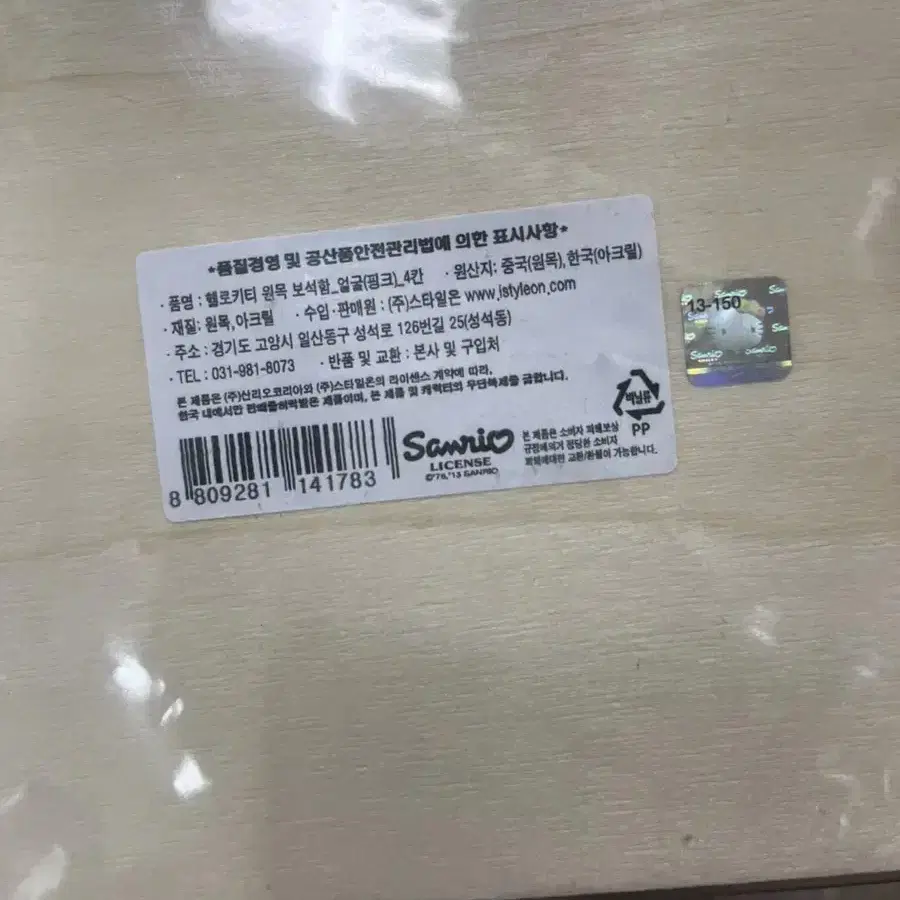 *품질경영 및 공산품안전관리법에 의한 표시사항*
· 품명 : 헬로키티 원목 보석함_얼굴(핑크)_4칸 · 원산지: 중국(원목), 한국(아크릴)
· 재질: 원목,아크릴 · 수입·판매원 : (주)스타일온 www.istyleon.com
· 주소 : 경기도 고양시 일산동구 성석로 126번길 25(성석동)
· TEL : 031-981-8073 · 반품 및 교환 : 본사 및 구입처
본 제품은 (주)산리오코리아와 (주)스타일온의 라이센스 계약에 따라,
한국 내에서만 판매를허락받은 제품이며, 본 제품 및 캐릭터의 무단복제를 금합니다.
8 809281 141783
Sanrio
LICENSE
©'76,'13 SANRIO
본 제품은 소비자 피해보상
규정에의거 정당한 소비자
피해에대한 교환/환불이 가능합니다.
비닐류
PP
13-150
Sanrio